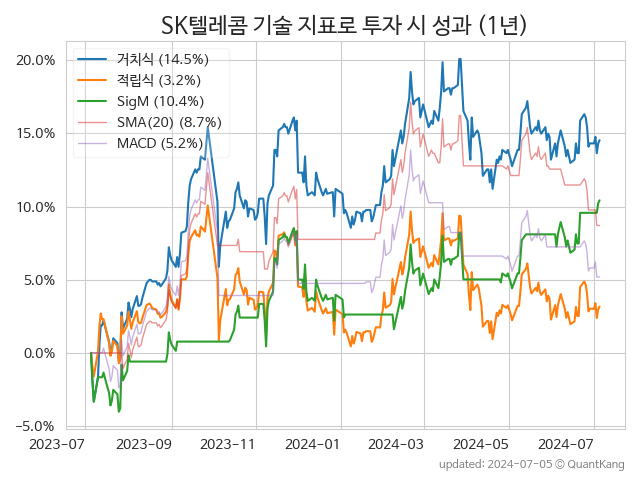 SK텔레콤 기술 지표로 투자 시 성과 (1년)
20.0%
15.0%
10.0%
5.0%
0.0%
−5.0%
거치식 (14.5%)
적립식 (3.2%)
SigM (10.4%)
SMA(20) (8.7%)
MACD (5.2%)
2023-07
2023-09
2023-11
2024-01
2024-03
2024-05
2024-07
updated: 2024-07-05 © QuantKang